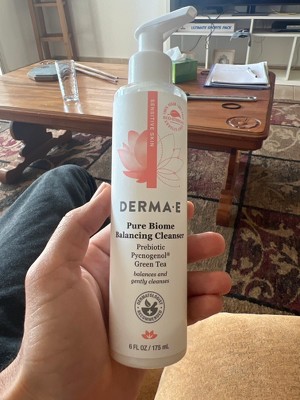 SENSITIVE SKIN
DERMA·E
Pure Biome
Balancing Cleanser
Prebiotic
Pycnogenol®
Green Tea
balances and
gently cleanses
6 FL OZ / 175 mL